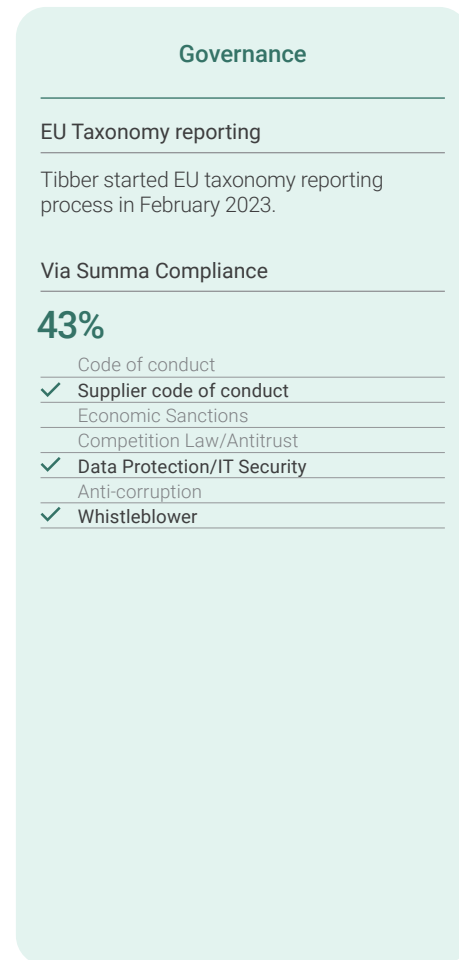 Governance
EU Taxonomy reporting
Tibber started EU taxonomy reporting
process in February 2023.
Via Summa Compliance
43%
Code of conduct
Supplier code of conduct
Economic Sanctions
Competition Law/Antitrust
Data Protection/IT Security
Anti-corruption
Whistleblower